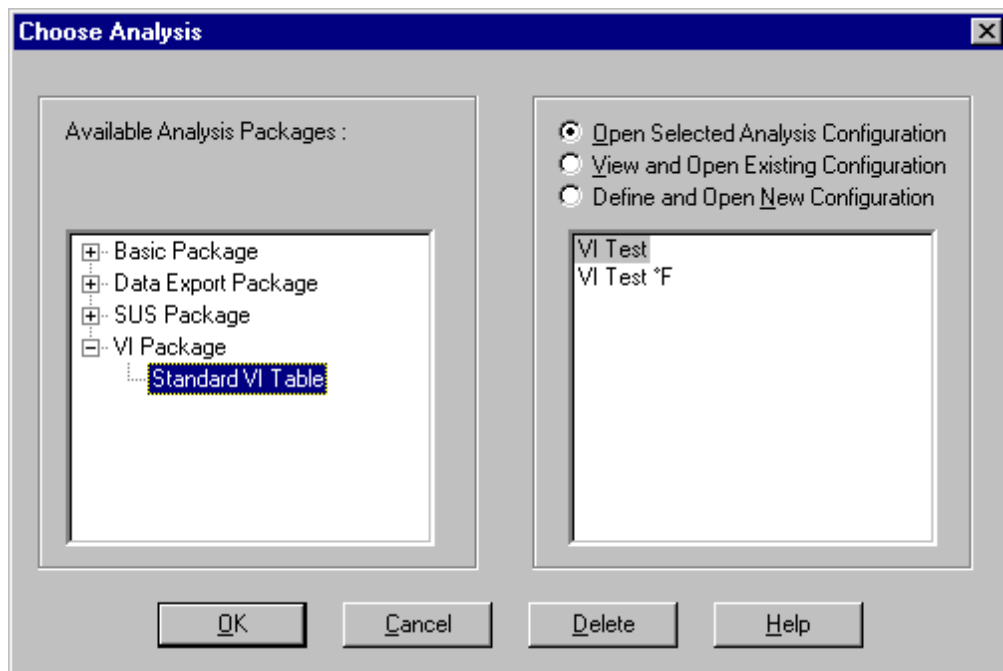 Choose Analysis
Available Analysis Packages :
Basic Package
Data Export Package
SUS Package
VI Package
Standard VI Table
Open Selected Analysis Configuration
View and Open Existing Configuration
Define and Open New Configuration
VI Test
VI Test °F
OK
Cancel
Delete
Help